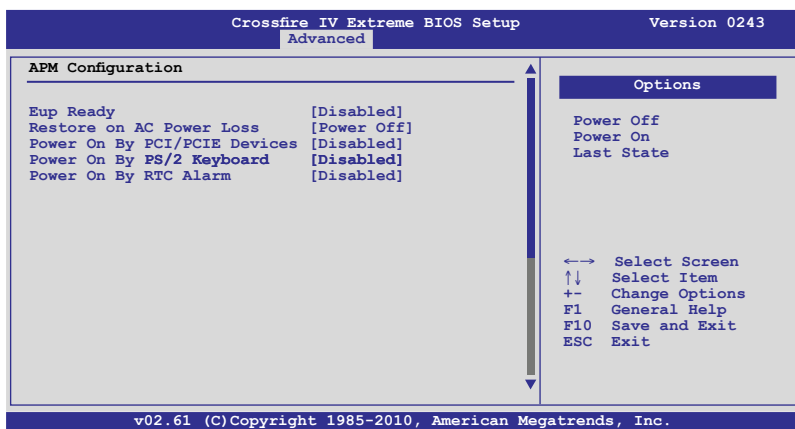 Crossfire IV Extreme BIOS Setup Version 0243
Advanced
APM Configuration
Eup Ready [Disabled]
Restore on AC Power Loss [Power Off]
Power On By PCI/PCIE Devices [Disabled]
Power On By PS/2 Keyboard [Disabled]
Power On By RTC Alarm [Disabled]
Options
Power Off
Power On
Last State
←→ Select Screen
↑↓ Select Item
+- Change Options
F1 General Help
F10 Save and Exit
ESC Exit
v02.61 (C)Copyright 1985-2010, American Megatrends, Inc.